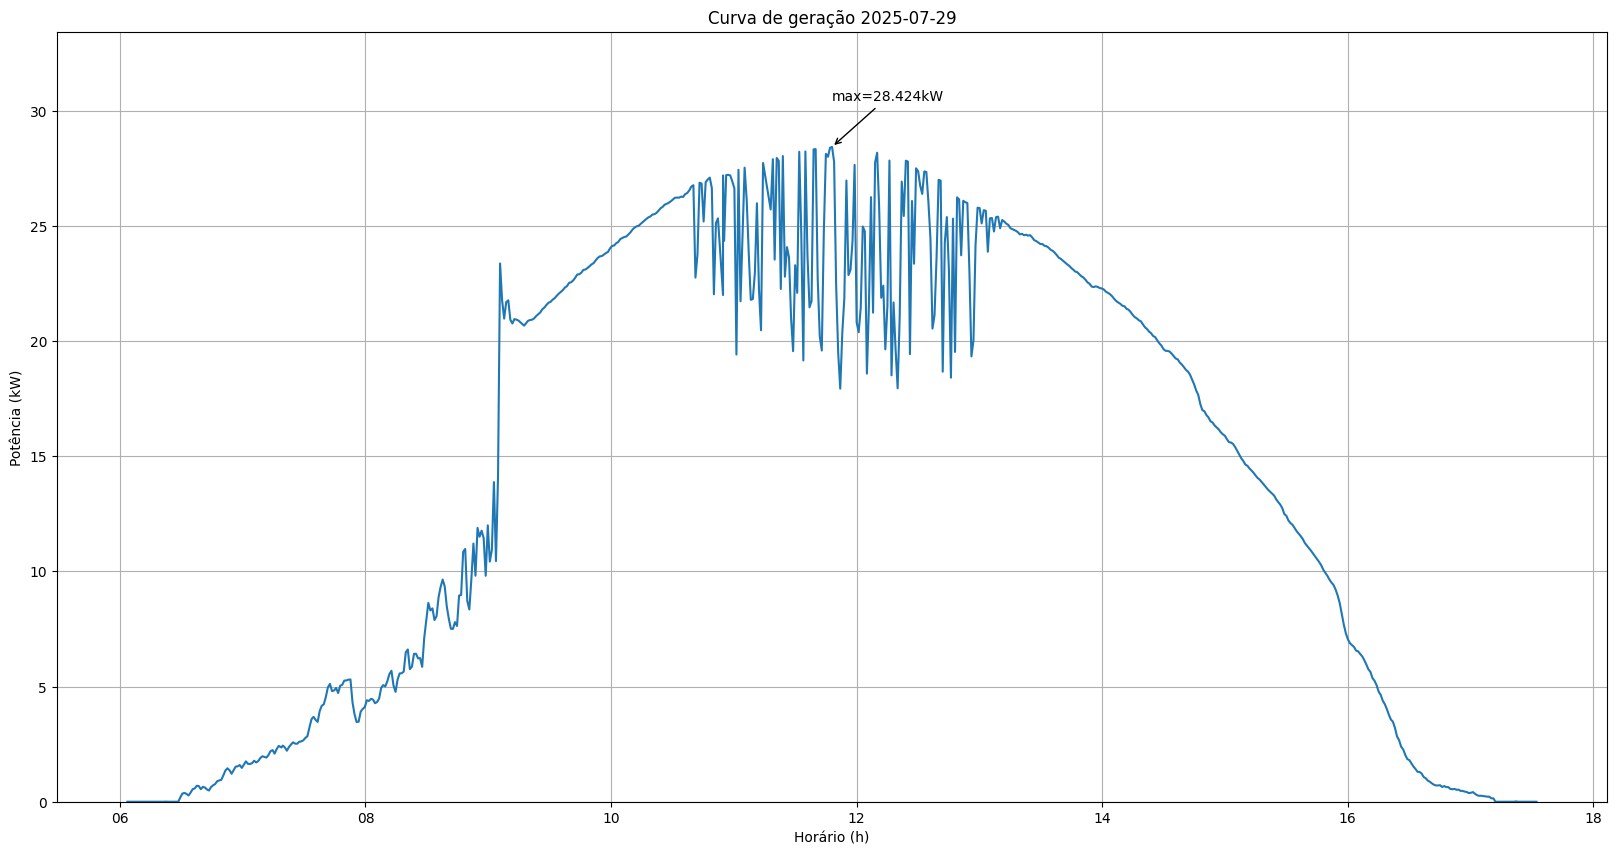 Curva de geração 2025-07-29
max=28.424kW
30
25
20
15
10
5
0
Potência (kW)
06 08 10 12 14 16 18
Horário (h)